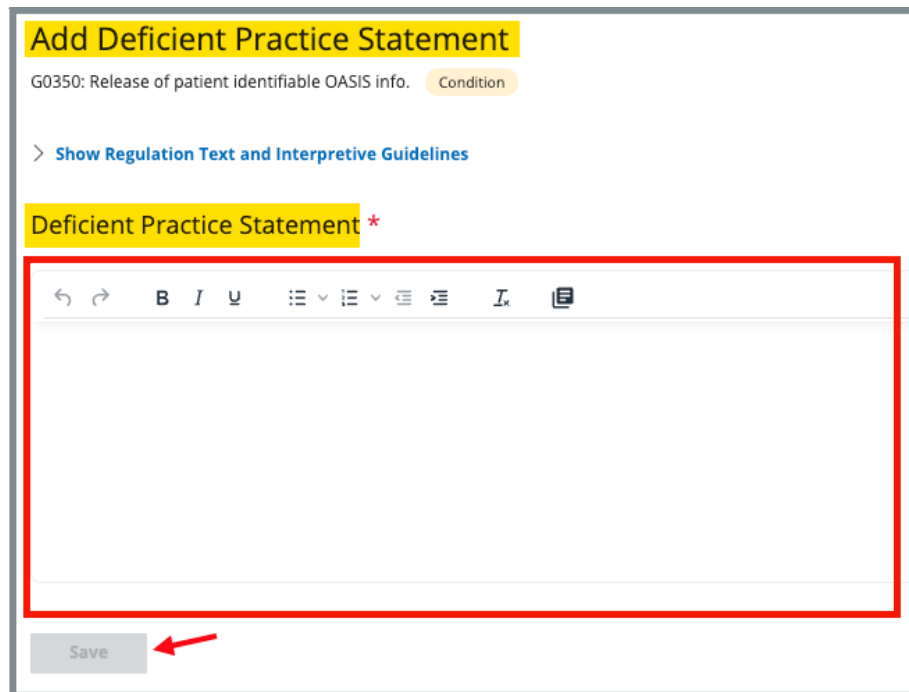 Add Deficient Practice Statement
G0350: Release of patient identifiable OASIS info. Condition
Show Regulation Text and Interpretive Guidelines
Deficient Practice Statement *
B I U
Save